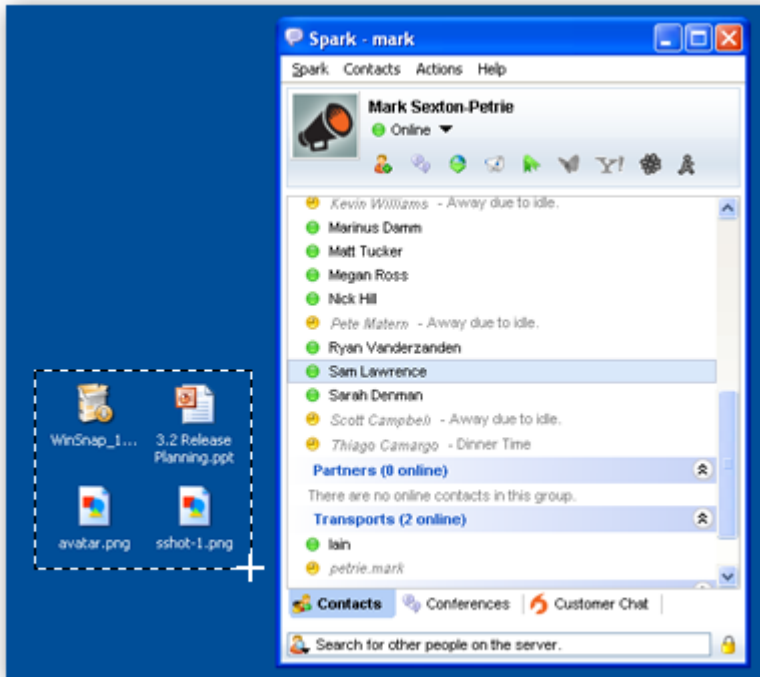 Spark - mark
Spark Contacts Actions Help
Mark Sexton-Petrie
Online
Kevin Williams - Away due to idle.
Marinus Damm
Matt Tucker
Megan Ross
Nick Hill
Pete Matern - Away due to idle.
Ryan Vanderzanden
Sam Lawrence
Sarah Denman
Scott Campbell - Away due to idle.
Thiago Camargo - Dinner Time
Partners (0 online)
There are no online contacts in this group.
Transports (2 online)
Iain
petrie.mark
Contacts Conferences Customer Chat
Search for other people on the server.
WinSnap_1... 3.2 Release
Planning.ppt
avatar.png sshot-1.png